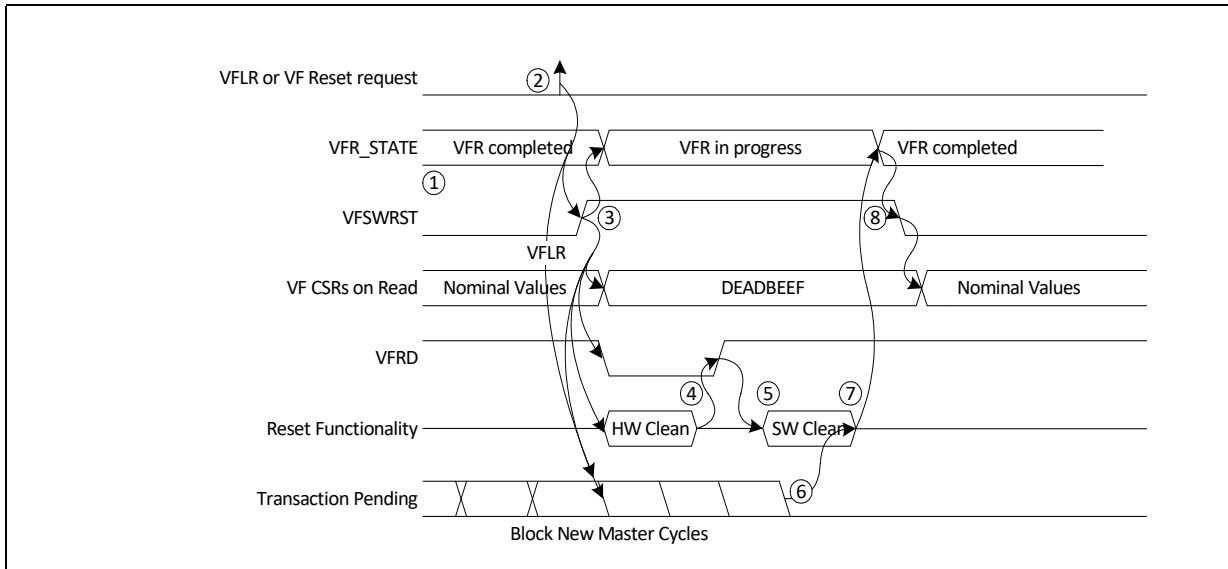 VFLR or VF Reset request
2
VFR_STATE
VFR completed
VFR in progress
VFR completed
1
VFSWRST
3
8
VFLR
VF CSRs on Read
Nominal Values
DEADBEEF
Nominal Values
VFRD
4
5
7
Reset Functionality
HW Clean
SW Clean
Transaction Pending
6
Block New Master Cycles